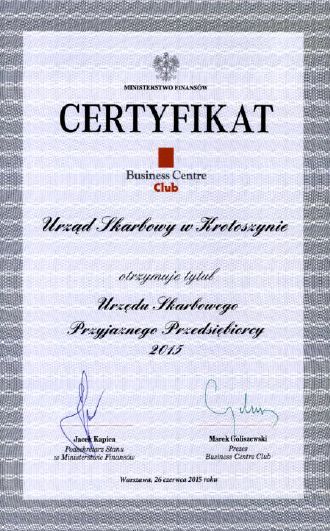 MINISTERSTWO FINANSÓW
CERTYFIKAT
Business Centre
Club
Urząd Skarbowy w Krotoszynie
otrzymuje tytuł
Urzędu Skarbowego
Przyjaznego Przedsiębiorcy
2015
Jacek Kapica
Podsekretarz Stanu
w Ministerstwie Finansów
Marek Goliszewski
Prezes
Business Centre Club
Warszawa, 26 czerwca 2015 roku